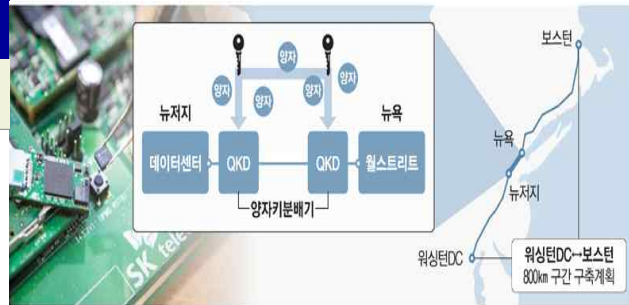 양자
양자
양자
양자
양자
뉴저지
뉴욕
데이터센터
QKD
QKD
월스트리트
양자키분배기
보스턴
뉴욕
뉴저지
워싱턴DC
워싱턴DC↔보스턴
800km 구간 구축계획
SK tele